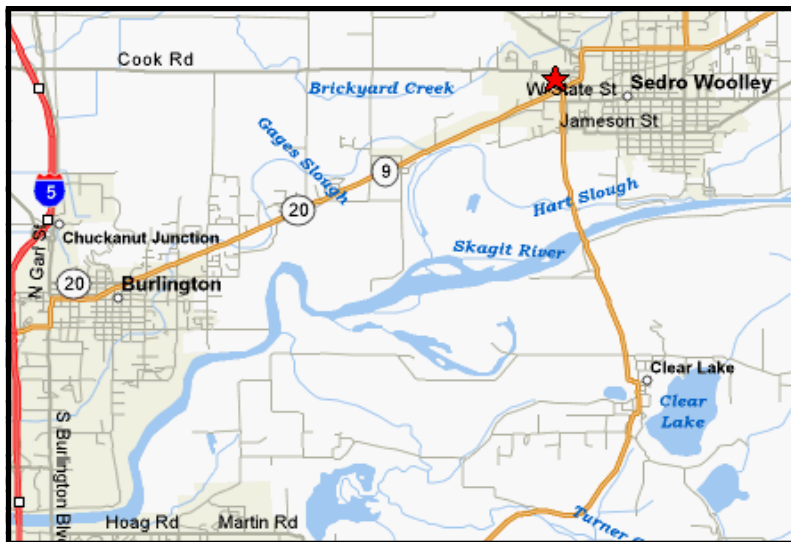 Cook Rd
Brickyard Creek
W State St
Sedro Woolley
Jameson St
Gages Slough
9
5
20
Hart Slough
N Garl St
Chuckanut Junction
Skagit River
20
Burlington
Clear Lake
Clear
Lake
S Burlington Blv
Hoag Rd
Martin Rd
Turner